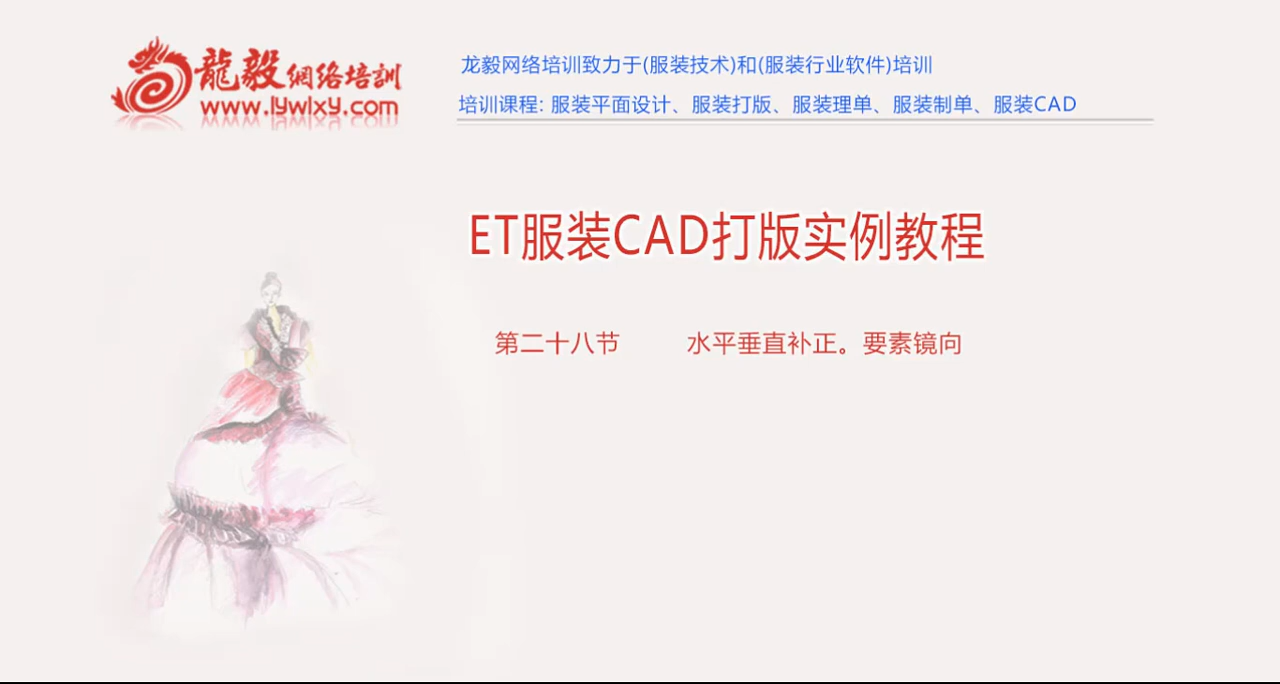 龍毅網络培訓
www.lywlxy.com
龙毅网络培训致力于(服装技术)和(服装行业软件)培训
培训课程: 服装平面设计、服装打版、服装理单、服装制单、服装CAD
ET服装CAD打版实例教程
第二十八节 水平垂直补正。要素镜向